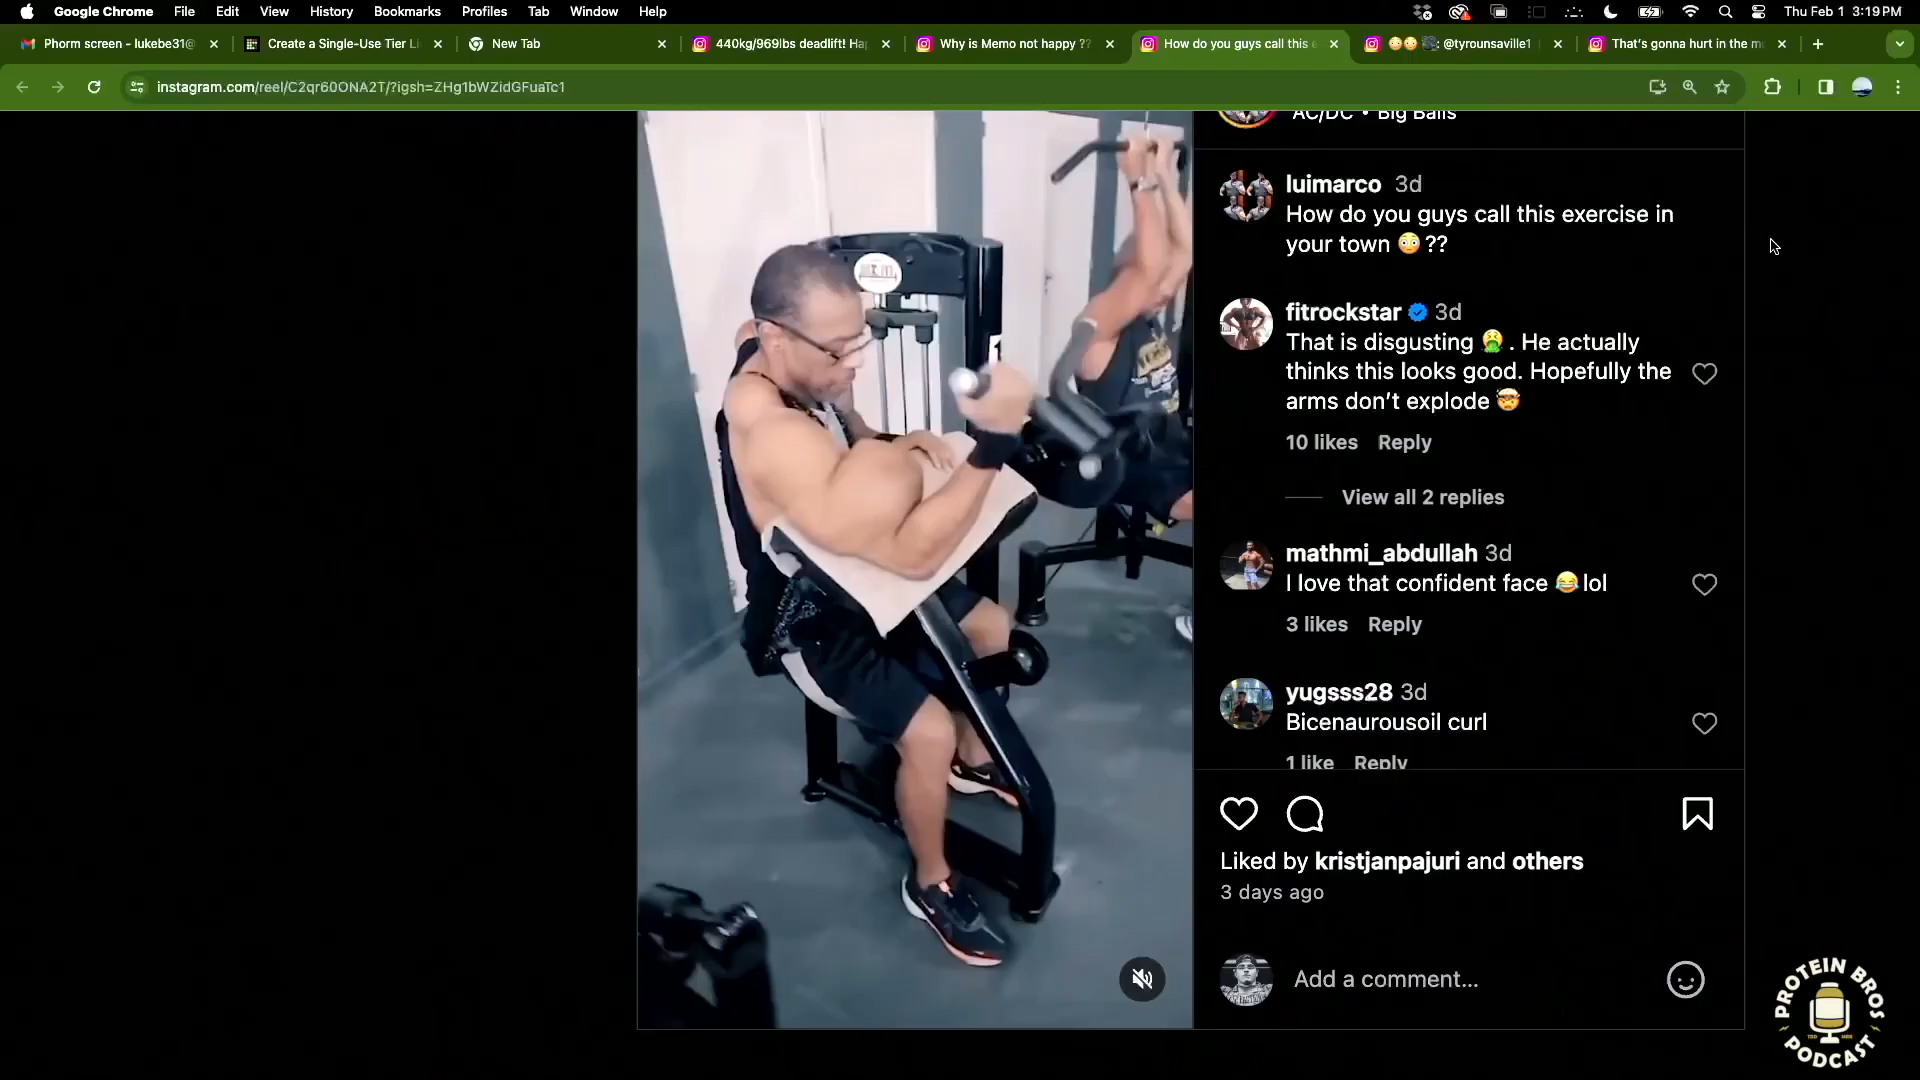 Google Chrome File Edit View History Bookmarks Profiles Tab Window Help
Thu Feb 1 3:19 PM
Phorm screen - lukebe31@
Create a Single-Use Tier Li
New Tab
440kg/969lbs deadlift! Ha
Why is Memo not happy ??
How do you guys call this e
😳😳 : @tyrounsaville1
That's gonna hurt in the m
instagram.com/reel/C2qr60ONA2T/?igsh=ZHg1bWZidGFuaTc1
AC/DC • Big Balls
luimarco 3d
How do you guys call this exercise in
your town 😳 ??
fitrockstar 3d
That is disgusting 🤮 . He actually
thinks this looks good. Hopefully the
arms don't explode 🤯
10 likes Reply
View all 2 replies
mathmi_abdullah 3d
I love that confident face 😂 lol
3 likes Reply
yugsss28 3d
Bicenaurousoil curl
1 like Reply
Liked by kristjanpajuri and others
3 days ago
Add a comment...
PROTEIN BROS
PODCAST